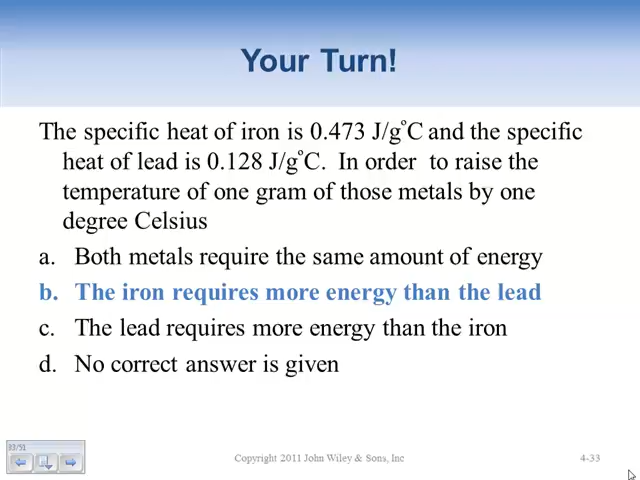 Your Turn!
The specific heat of iron is 0.473 J/g°C and the specific
heat of lead is 0.128 J/g°C. In order to raise the
temperature of one gram of those metals by one
degree Celsius
a. Both metals require the same amount of energy
b. The iron requires more energy than the lead
c. The lead requires more energy than the iron
d. No correct answer is given
33/51
Copyright 2011 John Wiley & Sons, Inc
4-33